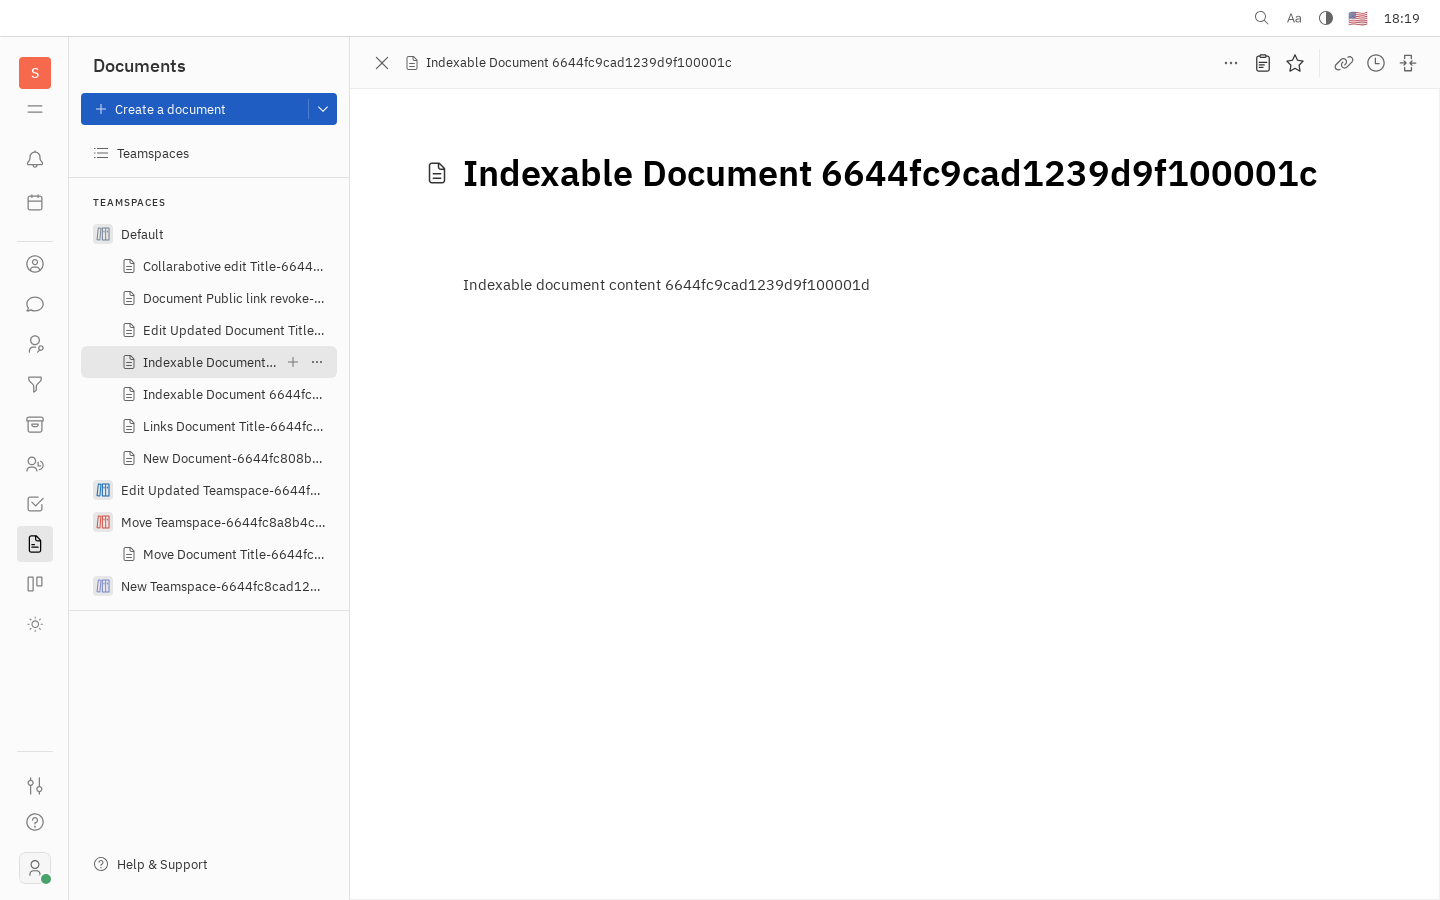 Aa
18:19
S
Documents
Indexable Document 6644fc9cad1239d9f100001c
Create a document
Teamspaces
TEAMSPACES
Default
Collarabotive edit Title-6644...
Document Public link revoke-...
Edit Updated Document Title...
Indexable Document...
Indexable Document 6644fc...
Links Document Title-6644fc...
New Document-6644fc808b...
Edit Updated Teamspace-6644f...
Move Teamspace-6644fc8a8b4c...
Move Document Title-6644fc...
New Teamspace-6644fc8cad12...
Help & Support
Indexable Document 6644fc9cad1239d9f100001c
Indexable document content 6644fc9cad1239d9f100001d